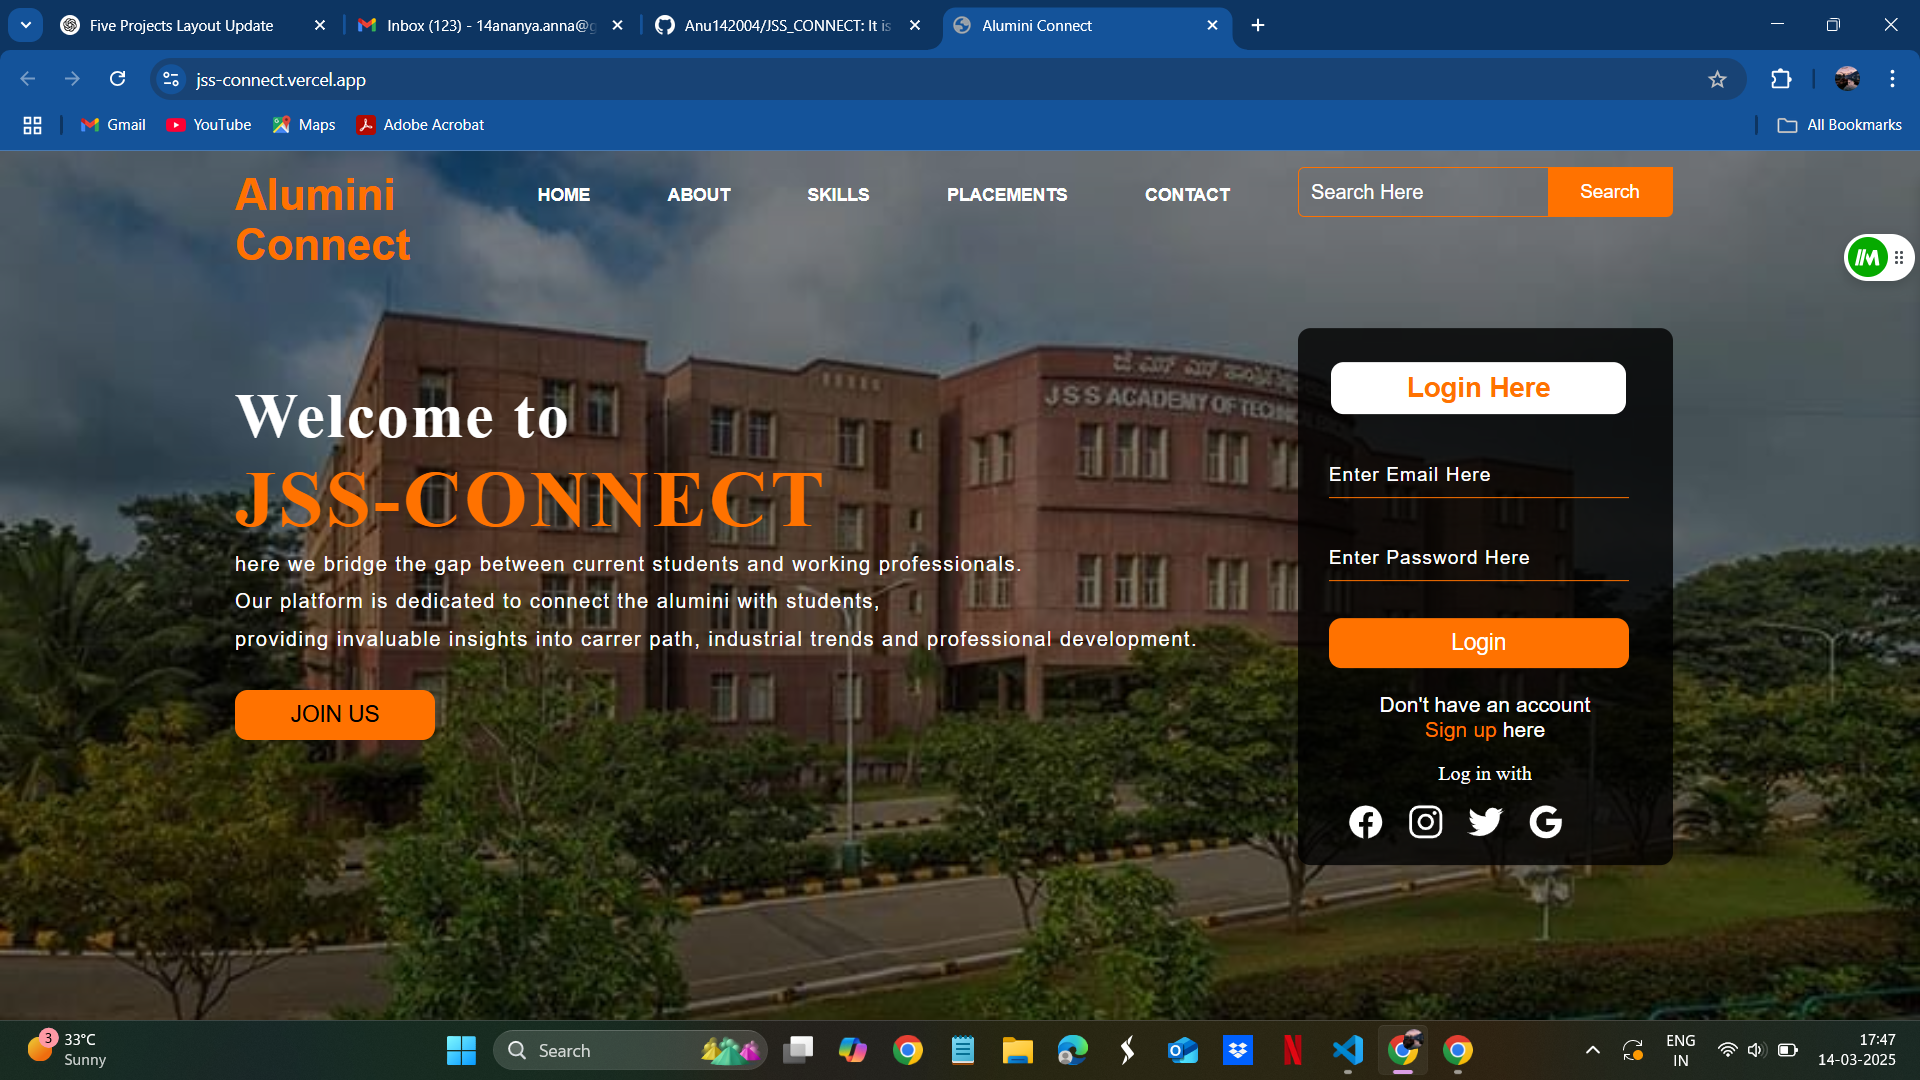 Five Projects Layout Update
Inbox (123) - 14ananya.anna@g
Anu142004/JSS_CONNECT: It is
Alumini Connect
jss-connect.vercel.app
Gmail
YouTube
Maps
Adobe Acrobat
All Bookmarks
Alumini
Connect
HOME
ABOUT
SKILLS
PLACEMENTS
CONTACT
Search Here
Search
J S S ACADEMY OF
Welcome to
JSS-CONNECT
here we bridge the gap between current students and working professionals.
Our platform is dedicated to connect the alumini with students,
providing invaluable insights into carrer path, industrial trends and professional development.
JOIN US
Login Here
Enter Email Here
Enter Password Here
Login
Don't have an account
Sign up here
Log in with
3
33°C
Sunny
Search
ENG
IN
17:47
14-03-2025